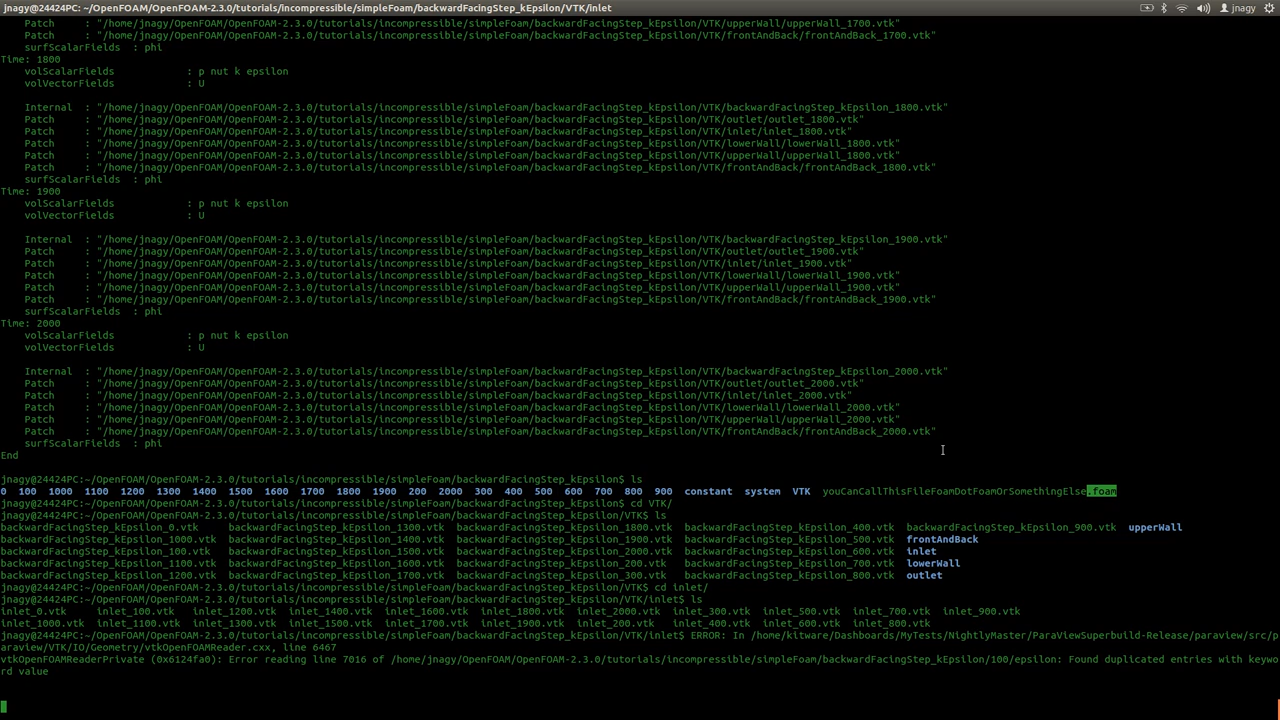 jnagy@24424PC: ~/OpenFOAM/OpenFOAM-2.3.0/tutorials/incompressible/simpleFoam/backwardFacingStep_kEpsilon/VTK/inlet jnagy
Patch : "/home/jnagy/OpenFOAM/OpenFOAM-2.3.0/tutorials/incompressible/simpleFoam/backwardFacingStep_kEpsilon/VTK/upperWall/upperWall_1700.vtk"
Patch : "/home/jnagy/OpenFOAM/OpenFOAM-2.3.0/tutorials/incompressible/simpleFoam/backwardFacingStep_kEpsilon/VTK/frontAndBack/frontAndBack_1700.vtk"
surfScalarFields : phi
Time: 1800
volScalarFields : p nut k epsilon
volVectorFields : U
Internal : "/home/jnagy/OpenFOAM/OpenFOAM-2.3.0/tutorials/incompressible/simpleFoam/backwardFacingStep_kEpsilon/VTK/backwardFacingStep_kEpsilon_1800.vtk"
Patch : "/home/jnagy/OpenFOAM/OpenFOAM-2.3.0/tutorials/incompressible/simpleFoam/backwardFacingStep_kEpsilon/VTK/outlet/outlet_1800.vtk"
Patch : "/home/jnagy/OpenFOAM/OpenFOAM-2.3.0/tutorials/incompressible/simpleFoam/backwardFacingStep_kEpsilon/VTK/inlet/inlet_1800.vtk"
Patch : "/home/jnagy/OpenFOAM/OpenFOAM-2.3.0/tutorials/incompressible/simpleFoam/backwardFacingStep_kEpsilon/VTK/lowerWall/lowerWall_1800.vtk"
Patch : "/home/jnagy/OpenFOAM/OpenFOAM-2.3.0/tutorials/incompressible/simpleFoam/backwardFacingStep_kEpsilon/VTK/upperWall/upperWall_1800.vtk"
Patch : "/home/jnagy/OpenFOAM/OpenFOAM-2.3.0/tutorials/incompressible/simpleFoam/backwardFacingStep_kEpsilon/VTK/frontAndBack/frontAndBack_1800.vtk"
surfScalarFields : phi
Time: 1900
volScalarFields : p nut k epsilon
volVectorFields : U
Internal : "/home/jnagy/OpenFOAM/OpenFOAM-2.3.0/tutorials/incompressible/simpleFoam/backwardFacingStep_kEpsilon/VTK/backwardFacingStep_kEpsilon_1900.vtk"
Patch : "/home/jnagy/OpenFOAM/OpenFOAM-2.3.0/tutorials/incompressible/simpleFoam/backwardFacingStep_kEpsilon/VTK/outlet/outlet_1900.vtk"
Patch : "/home/jnagy/OpenFOAM/OpenFOAM-2.3.0/tutorials/incompressible/simpleFoam/backwardFacingStep_kEpsilon/VTK/inlet/inlet_1900.vtk"
Patch : "/home/jnagy/OpenFOAM/OpenFOAM-2.3.0/tutorials/incompressible/simpleFoam/backwardFacingStep_kEpsilon/VTK/lowerWall/lowerWall_1900.vtk"
Patch : "/home/jnagy/OpenFOAM/OpenFOAM-2.3.0/tutorials/incompressible/simpleFoam/backwardFacingStep_kEpsilon/VTK/upperWall/upperWall_1900.vtk"
Patch : "/home/jnagy/OpenFOAM/OpenFOAM-2.3.0/tutorials/incompressible/simpleFoam/backwardFacingStep_kEpsilon/VTK/frontAndBack/frontAndBack_1900.vtk"
surfScalarFields : phi
Time: 2000
volScalarFields : p nut k epsilon
volVectorFields : U
Internal : "/home/jnagy/OpenFOAM/OpenFOAM-2.3.0/tutorials/incompressible/simpleFoam/backwardFacingStep_kEpsilon/VTK/backwardFacingStep_kEpsilon_2000.vtk"
Patch : "/home/jnagy/OpenFOAM/OpenFOAM-2.3.0/tutorials/incompressible/simpleFoam/backwardFacingStep_kEpsilon/VTK/outlet/outlet_2000.vtk"
Patch : "/home/jnagy/OpenFOAM/OpenFOAM-2.3.0/tutorials/incompressible/simpleFoam/backwardFacingStep_kEpsilon/VTK/inlet/inlet_2000.vtk"
Patch : "/home/jnagy/OpenFOAM/OpenFOAM-2.3.0/tutorials/incompressible/simpleFoam/backwardFacingStep_kEpsilon/VTK/lowerWall/lowerWall_2000.vtk"
Patch : "/home/jnagy/OpenFOAM/OpenFOAM-2.3.0/tutorials/incompressible/simpleFoam/backwardFacingStep_kEpsilon/VTK/upperWall/upperWall_2000.vtk"
Patch : "/home/jnagy/OpenFOAM/OpenFOAM-2.3.0/tutorials/incompressible/simpleFoam/backwardFacingStep_kEpsilon/VTK/frontAndBack/frontAndBack_2000.vtk"
surfScalarFields : phi
End
jnagy@24424PC:~/OpenFOAM/OpenFOAM-2.3.0/tutorials/incompressible/simpleFoam/backwardFacingStep_kEpsilon$ ls
0 100 1000 1100 1200 1300 1400 1500 1600 1700 1800 1900 200 2000 300 400 500 600 700 800 900 constant system VTK youCanCallThisFileFoamDotFoamOrSomethingElse.foam
jnagy@24424PC:~/OpenFOAM/OpenFOAM-2.3.0/tutorials/incompressible/simpleFoam/backwardFacingStep_kEpsilon$ cd VTK/
jnagy@24424PC:~/OpenFOAM/OpenFOAM-2.3.0/tutorials/incompressible/simpleFoam/backwardFacingStep_kEpsilon/VTK$ ls
backwardFacingStep_kEpsilon_0.vtk backwardFacingStep_kEpsilon_1300.vtk backwardFacingStep_kEpsilon_1800.vtk backwardFacingStep_kEpsilon_400.vtk backwardFacingStep_kEpsilon_900.vtk upperWall
backwardFacingStep_kEpsilon_1000.vtk backwardFacingStep_kEpsilon_1400.vtk backwardFacingStep_kEpsilon_1900.vtk backwardFacingStep_kEpsilon_500.vtk frontAndBack
backwardFacingStep_kEpsilon_100.vtk backwardFacingStep_kEpsilon_1500.vtk backwardFacingStep_kEpsilon_2000.vtk backwardFacingStep_kEpsilon_600.vtk inlet
backwardFacingStep_kEpsilon_1100.vtk backwardFacingStep_kEpsilon_1600.vtk backwardFacingStep_kEpsilon_200.vtk backwardFacingStep_kEpsilon_700.vtk lowerWall
backwardFacingStep_kEpsilon_1200.vtk backwardFacingStep_kEpsilon_1700.vtk backwardFacingStep_kEpsilon_300.vtk backwardFacingStep_kEpsilon_800.vtk outlet
jnagy@24424PC:~/OpenFOAM/OpenFOAM-2.3.0/tutorials/incompressible/simpleFoam/backwardFacingStep_kEpsilon/VTK$ cd inlet/
jnagy@24424PC:~/OpenFOAM/OpenFOAM-2.3.0/tutorials/incompressible/simpleFoam/backwardFacingStep_kEpsilon/VTK/inlet$ ls
inlet_0.vtk inlet_100.vtk inlet_1200.vtk inlet_1400.vtk inlet_1600.vtk inlet_1800.vtk inlet_2000.vtk inlet_300.vtk inlet_500.vtk inlet_700.vtk inlet_900.vtk
inlet_1000.vtk inlet_1100.vtk inlet_1300.vtk inlet_1500.vtk inlet_1700.vtk inlet_1900.vtk inlet_200.vtk inlet_400.vtk inlet_600.vtk inlet_800.vtk
jnagy@24424PC:~/OpenFOAM/OpenFOAM-2.3.0/tutorials/incompressible/simpleFoam/backwardFacingStep_kEpsilon/VTK/inlet$ ERROR: In /home/kitware/Dashboards/MyTests/NightlyMaster/ParaViewSuperbuild-Release/paraview/src/p
araview/VTK/IO/Geometry/vtkOpenFOAMReader.cxx, line 6467
vtkOpenFOAMReaderPrivate (0x6124fa0): Error reading line 7016 of /home/jnagy/OpenFOAM/OpenFOAM-2.3.0/tutorials/incompressible/simpleFoam/backwardFacingStep_kEpsilon/100/epsilon: Found duplicated entries with keywo
rd value